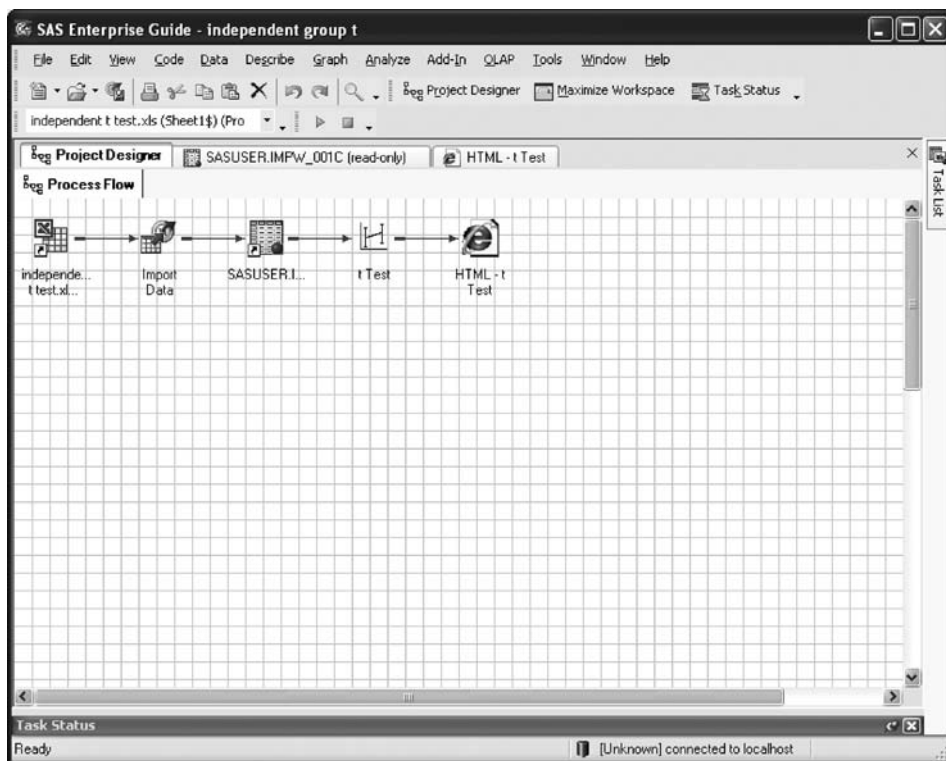 SAS Enterprise Guide - independent group t
File Edit View Code Data Describe Graph Analyze Add-In OLAP Tools Window Help
Project Designer Maximize Workspace Task Status
independent t test.xls (Sheet1$) (Pro
Project Designer SASUSER.IMPW_001C (read-only) HTML - t Test
Task List
Process Flow
independe... Import SASUSER.I... t Test HTML - t
t test.xl... Data Test
Task Status
Ready [Unknown] connected to localhost